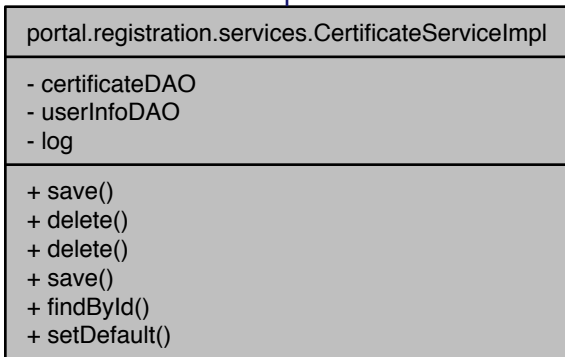 portal.registration.services.CertificateServiceImpl
- certificateDAO
- userInfoDAO
- log
+ save()
+ delete()
+ delete()
+ save()
+ findById()
+ setDefault()